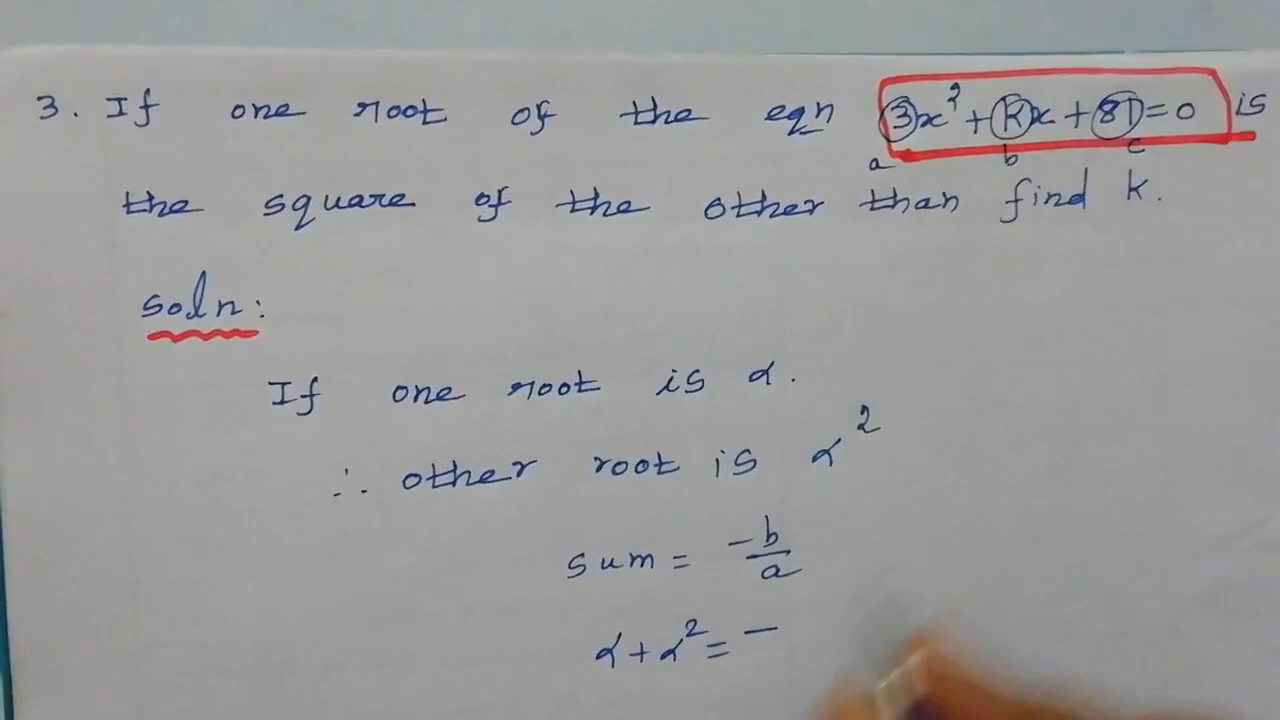 3. If one root of the eqn 3x² + kx + 81 = 0 is
a b c
the square of the other than find k.
soln:
If one root is α.
∴ other root is α²
sum = -b/a
α + α² = -